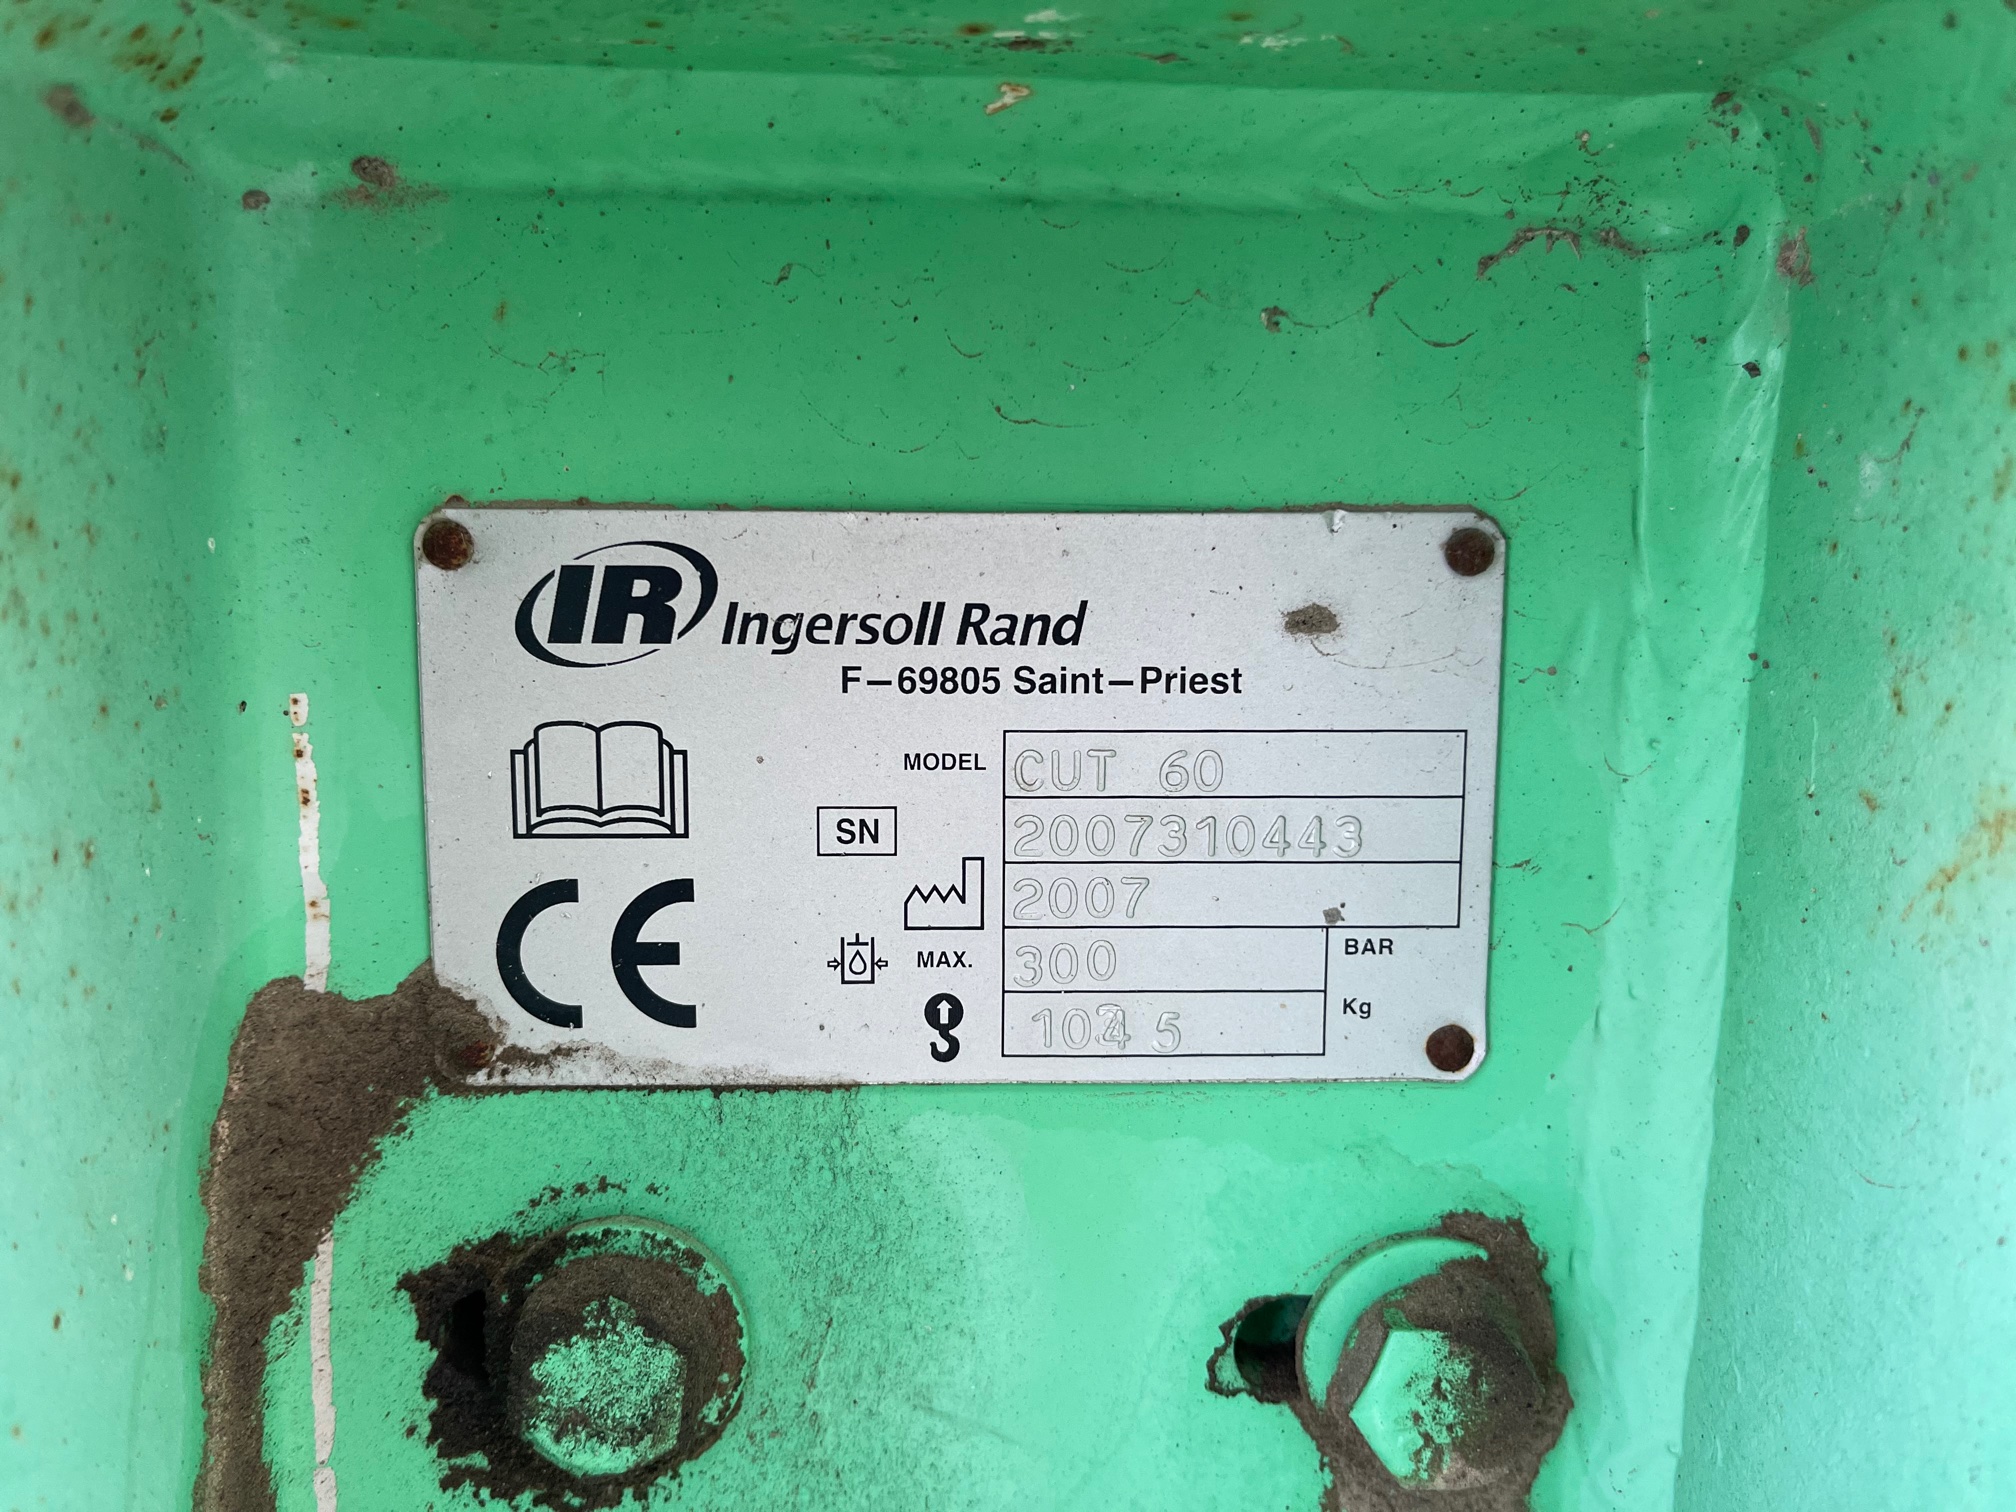 IR Ingersoll Rand
F-69805 Saint-Priest
MODEL CUT 60
SN 2007310443
2007
MAX. 300 BAR
Kg
CE